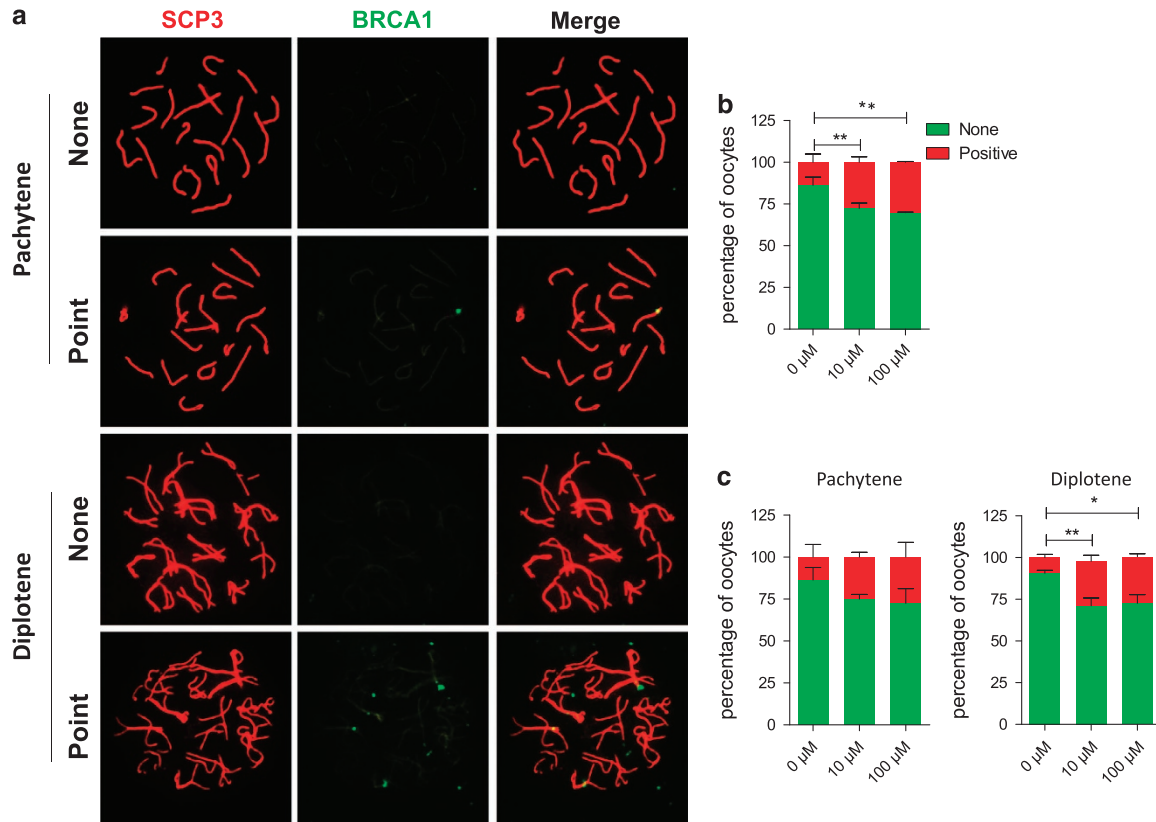 a
SCP3 BRCA1 Merge
Pachytene
None
Point
Diplotene
None
Point
b
** 
**
None
Positive
percentage of oocytes
125
100
75
50
25
0
0 µM 10 µM 100 µM
c
Pachytene
percentage of oocytes
125
100
75
50
25
0
0 µM 10 µM 100 µM
Diplotene
*
**
percentage of oocytes
125
100
75
50
25
0
0 µM 10 µM 100 µM